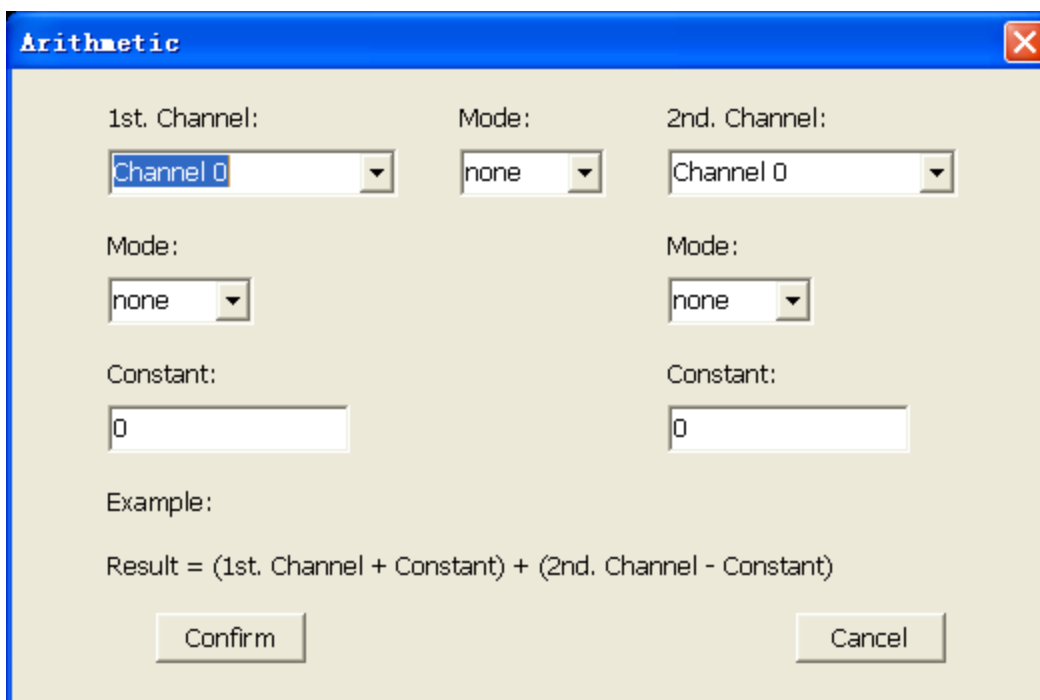 Arithmetic
1st. Channel: Mode: 2nd. Channel:
Channel 0 none Channel 0
Mode: Mode:
none none
Constant: Constant:
0 0
Example:
Result = (1st. Channel + Constant) + (2nd. Channel - Constant)
Confirm Cancel